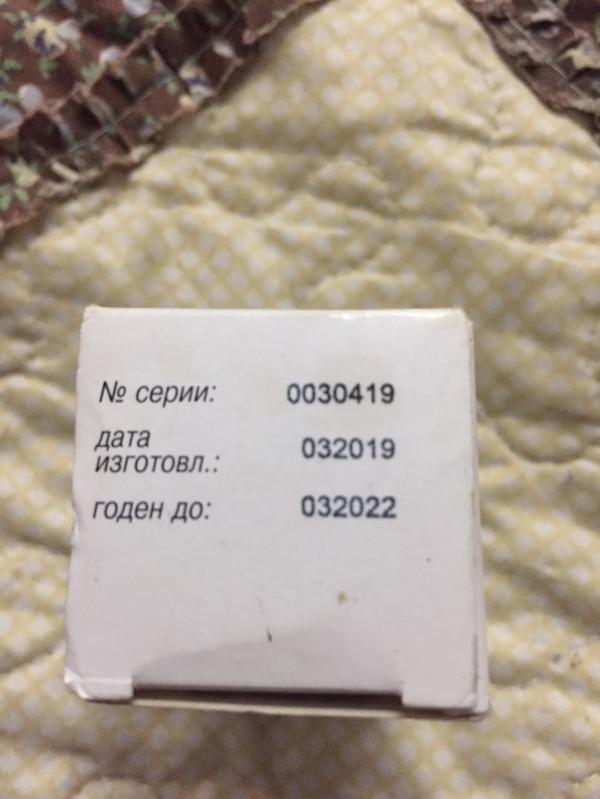 № серии: 0030419
дата
изготовл.: 032019
годен до: 032022